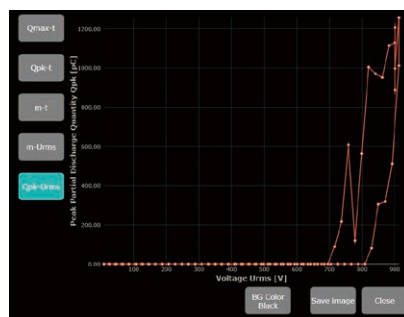 Qmax-t
Qpk-t
m-t
m-Urms
Qpk-Urms
Peak Partial Discharge Quantity Qpk [pC]
1200.00
1000.00
800.00
600.00
400.00
200.00
0.00
100 200 300 400 500 600 700 800 900
Voltage Urms [V]
BG Color
Black
Save image
Close